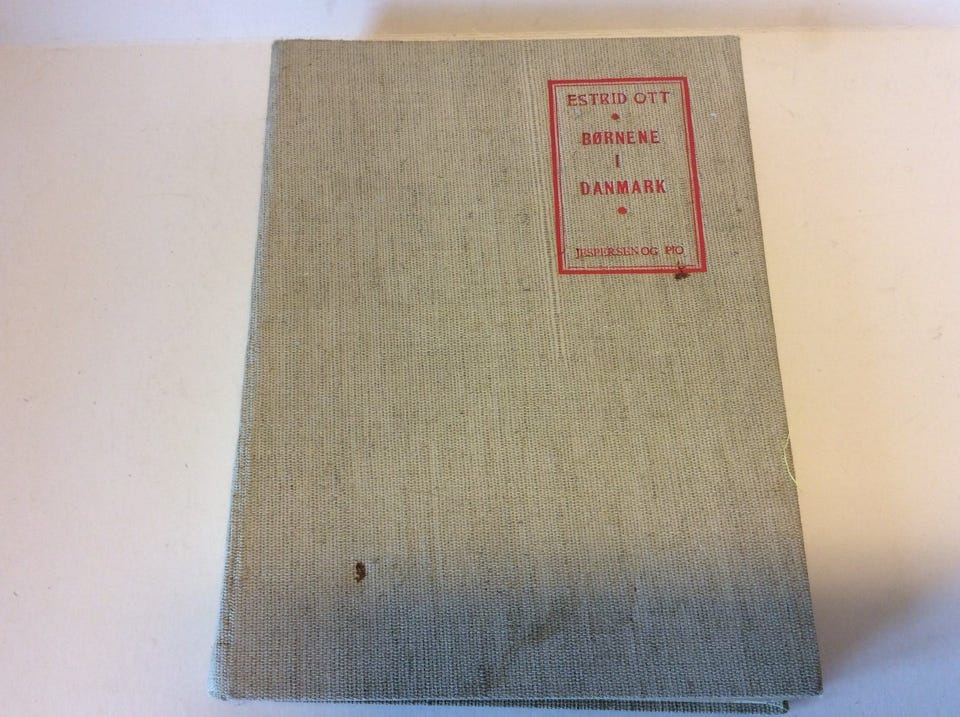 ESTRID OTT
BØRNENE
I
DANMARK
JESPERSEN OG PIO